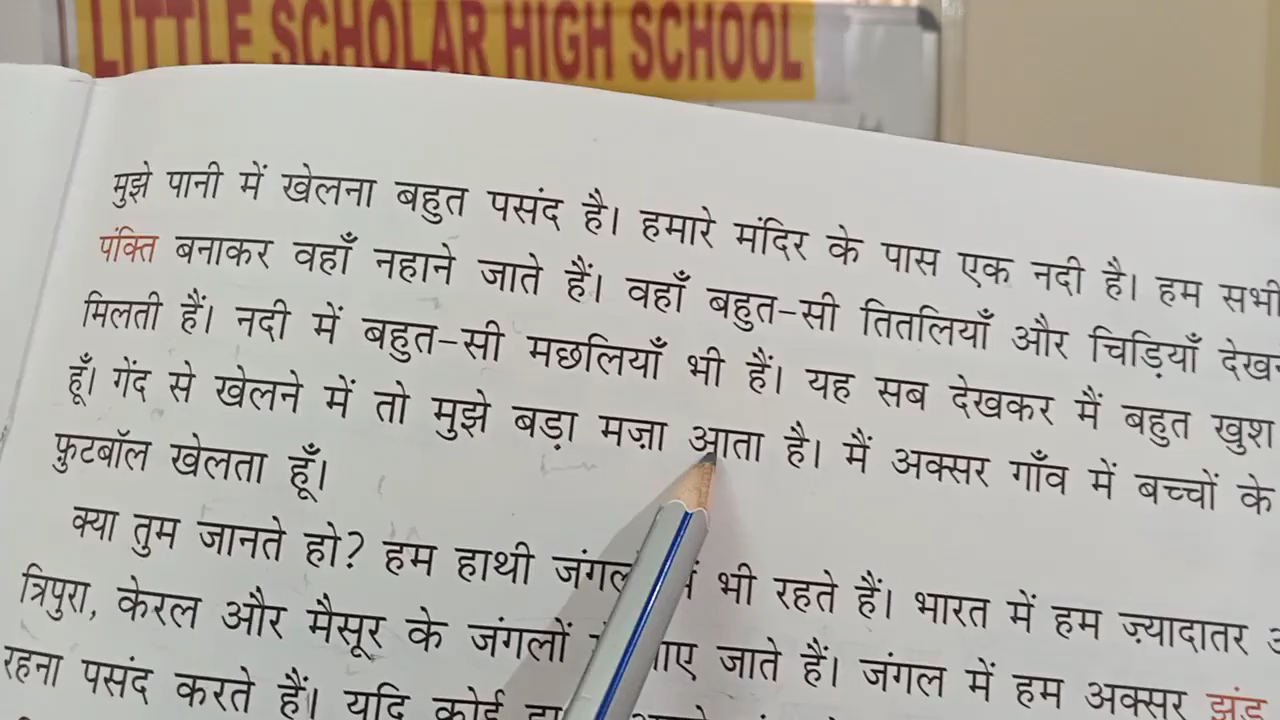 LITTLE SCHOLAR HIGH SCHOOL
मुझे पानी में खेलना बहुत पसंद है। हमारे मंदिर के पास एक नदी है। हम सभी
पंक्ति बनाकर वहाँ नहाने जाते हैं। वहाँ बहुत-सी तितलियाँ और चिड़ियाँ
मिलती हैं। नदी में बहुत-सी मछलियाँ भी हैं। यह सब देखकर मैं बहुत खुश
हूँ। गेंद से खेलने में तो मुझे बड़ा मज़ा आता है। मैं अक्सर गाँव में बच्चों के
फ़ुटबॉल खेलता हूँ।
क्या तुम जानते हो? हम हाथी भी रहते हैं। भारत में हम ज़्यादातर
त्रिपुरा, केरल और मैसूर के जंगलों जाते हैं। जंगल में हम अक्सर झुंड
रहना पसंद करते हैं। यदि कोई